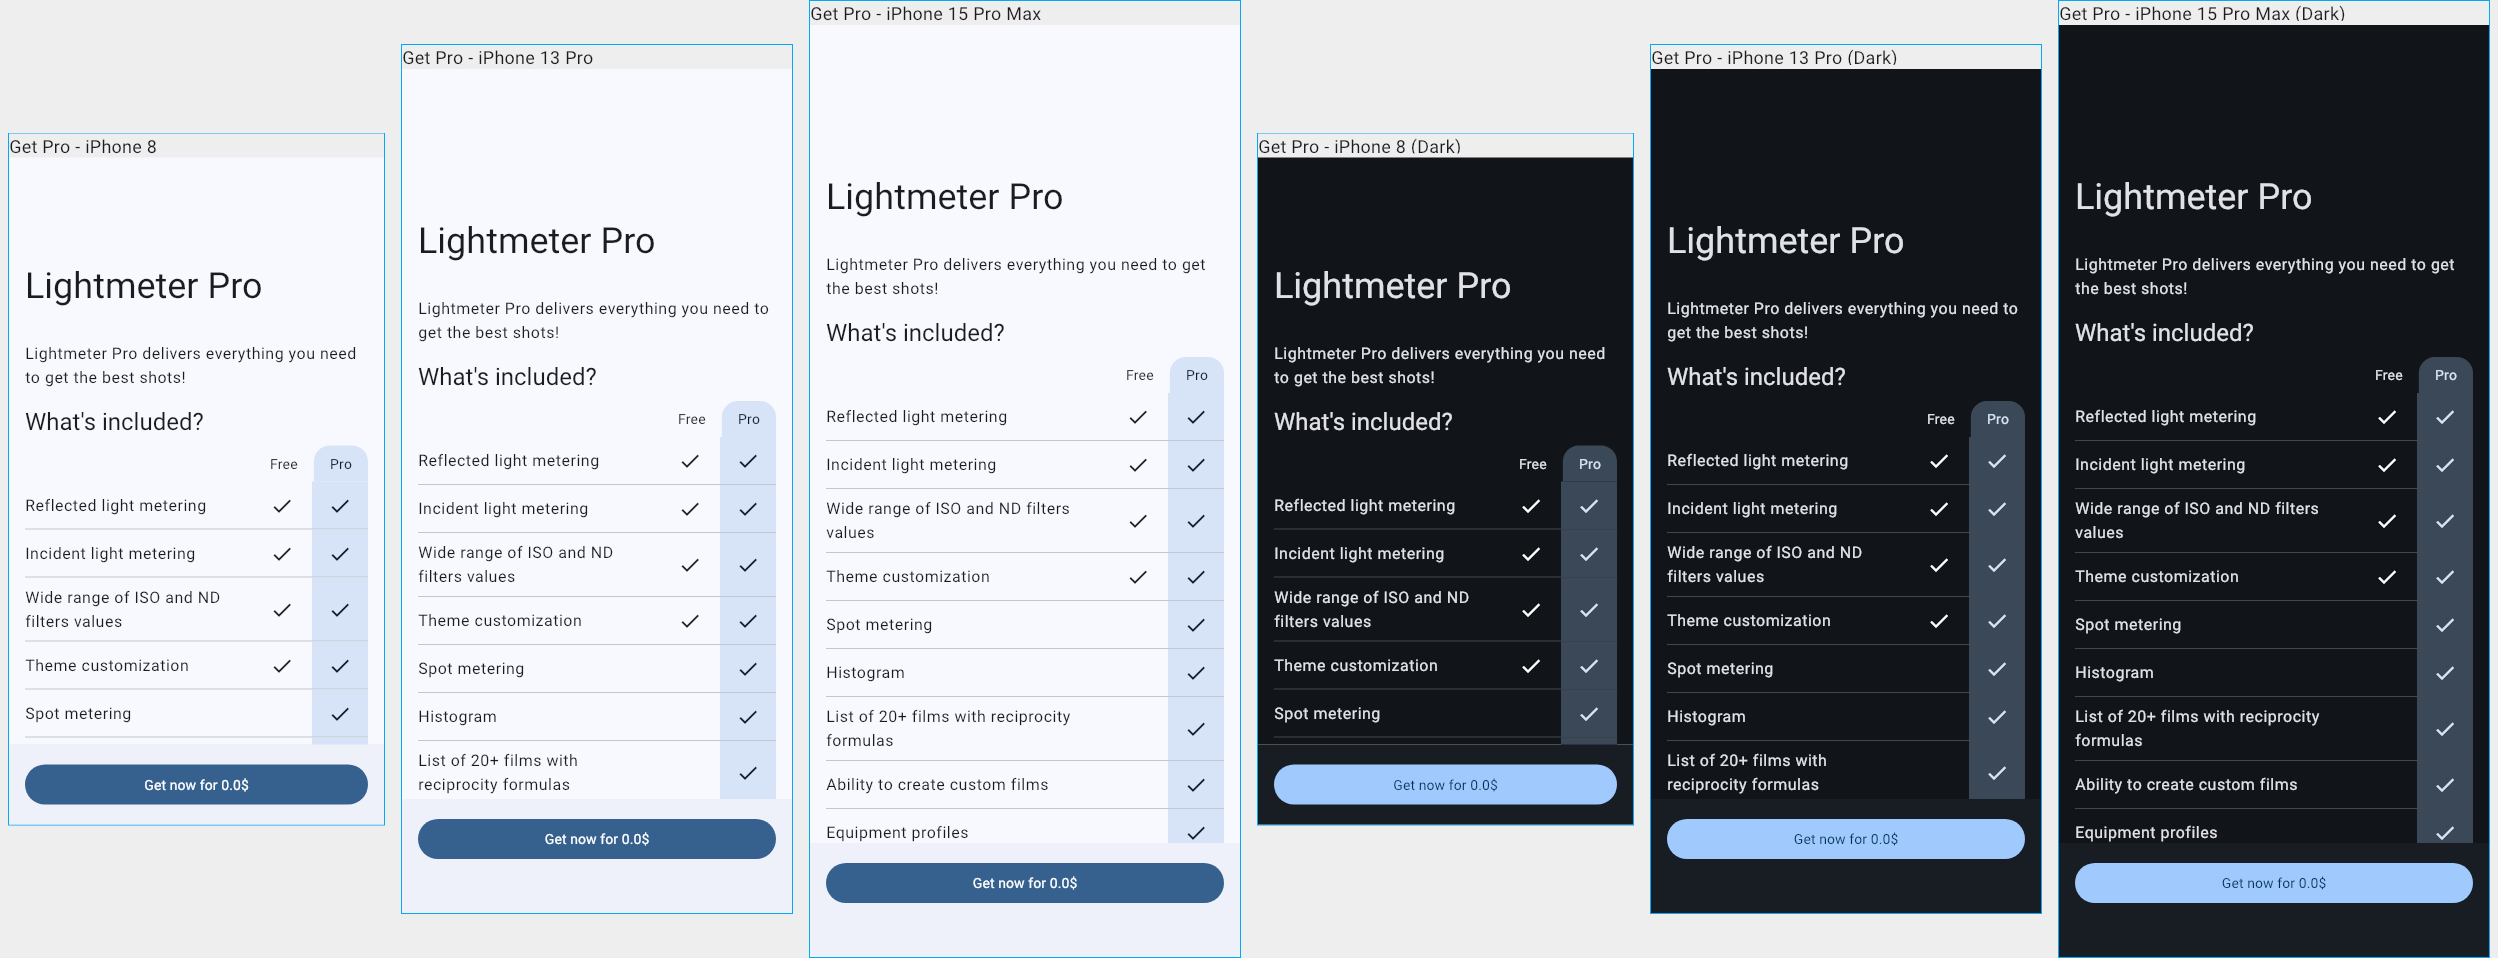 Get Pro - iPhone 8
Lightmeter Pro
Lightmeter Pro delivers everything you need
to get the best shots!
What's included?
Free Pro
Reflected light metering
Incident light metering
Wide range of ISO and ND
filters values
Theme customization
Spot metering
Get now for 0.0$
Get Pro - iPhone 13 Pro
Lightmeter Pro
Lightmeter Pro delivers everything you need to
get the best shots!
What's included?
Free Pro
Reflected light metering
Incident light metering
Wide range of ISO and ND
filters values
Theme customization
Spot metering
Histogram
List of 20+ films with
reciprocity formulas
Get now for 0.0$
Get Pro - iPhone 15 Pro Max
Lightmeter Pro
Lightmeter Pro delivers everything you need to get
the best shots!
What's included?
Free Pro
Reflected light metering
Incident light metering
Wide range of ISO and ND filters
values
Theme customization
Spot metering
Histogram
List of 20+ films with reciprocity
formulas
Ability to create custom films
Equipment profiles
Get now for 0.0$
Get Pro - iPhone 8 (Dark)
Lightmeter Pro
Lightmeter Pro delivers everything you need
to get the best shots!
What's included?
Free Pro
Reflected light metering
Incident light metering
Wide range of ISO and ND
filters values
Theme customization
Spot metering
Get now for 0.0$
Get Pro - iPhone 13 Pro (Dark)
Lightmeter Pro
Lightmeter Pro delivers everything you need to
get the best shots!
What's included?
Free Pro
Reflected light metering
Incident light metering
Wide range of ISO and ND
filters values
Theme customization
Spot metering
Histogram
List of 20+ films with
reciprocity formulas
Get now for 0.0$
Get Pro - iPhone 15 Pro Max (Dark)
Lightmeter Pro
Lightmeter Pro delivers everything you need to get
the best shots!
What's included?
Free Pro
Reflected light metering
Incident light metering
Wide range of ISO and ND filters
values
Theme customization
Spot metering
Histogram
List of 20+ films with reciprocity
formulas
Ability to create custom films
Equipment profiles
Get now for 0.0$